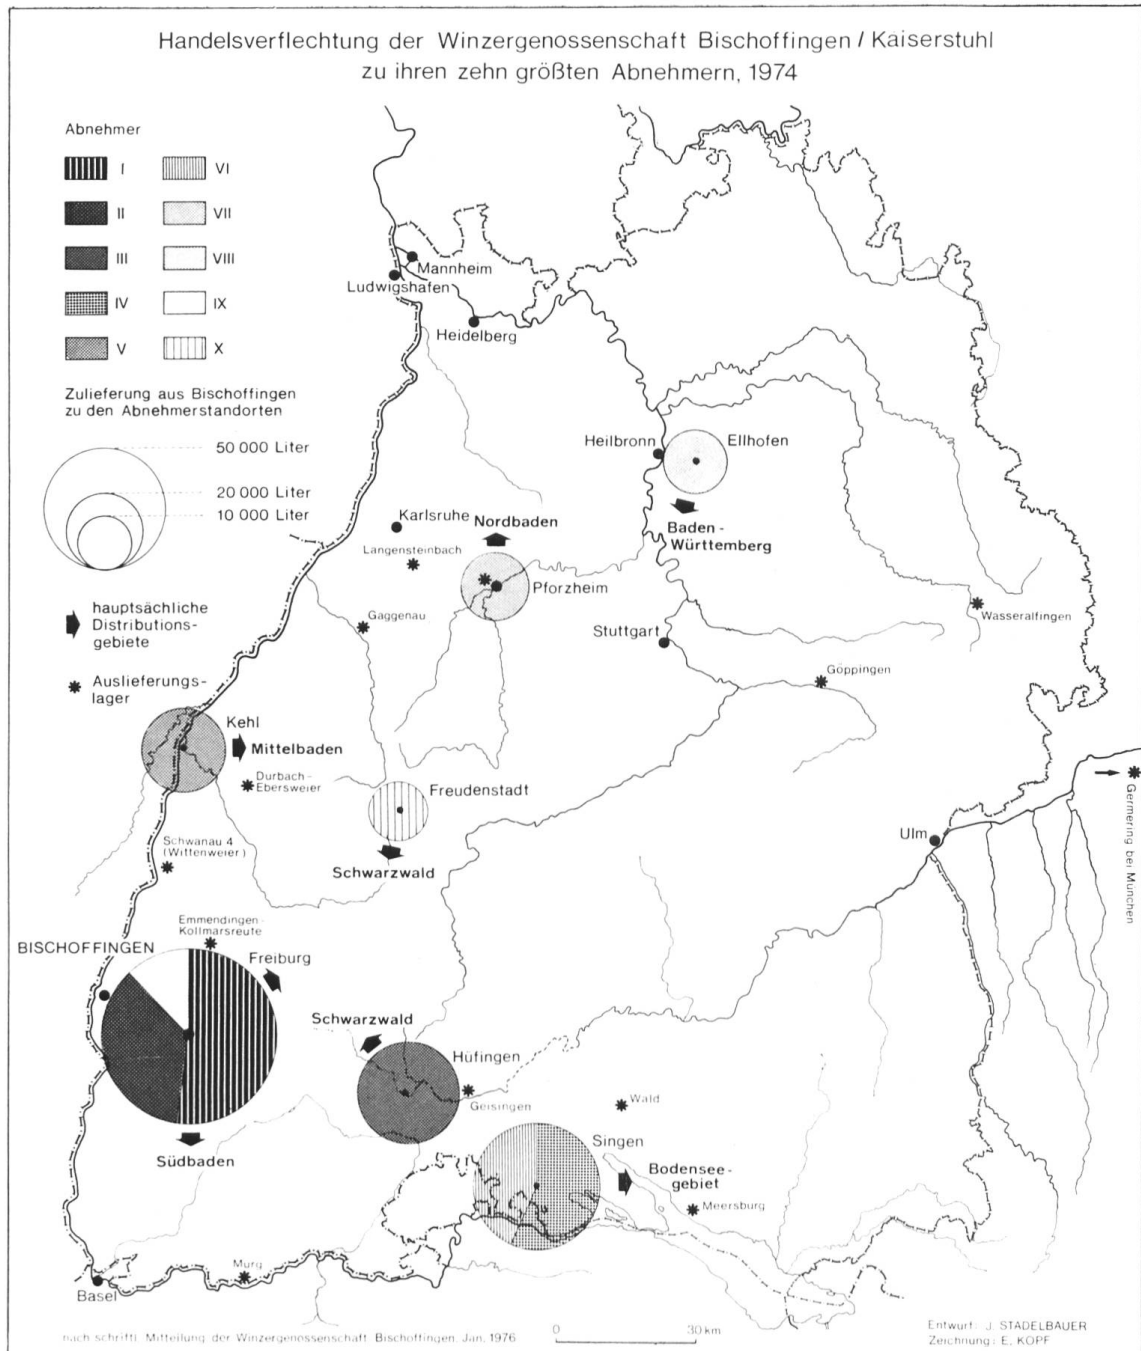 Handelsverflechtung der Winzergenossenschaft Bischoffingen / Kaiserstuhl
zu ihren zehn größten Abnehmern, 1974
Abnehmer
I
VI
II
VII
III
VIII
IV
IX
V
X
Zulieferung aus Bischoffingen
zu den Abnehmerstandorten
50 000 Liter
20 000 Liter
10 000 Liter
hauptsächliche
Distributions-
gebiete
Auslieferungs-
lager
Mannheim
Ludwigshafen
Heidelberg
Heilbronn
Ellhofen
Baden-
Württemberg
Karlsruhe
Nordbaden
Langensteinbach
Pforzheim
Gaggenau
Stuttgart
Wasseralfingen
Göppingen
Kehl
Mittelbaden
Durbach-
Ebersweier
Freudenstadt
Schwarzwald
Ulm
Germering bei München
Schwanau 4
(Wittenweier)
Emmendingen-
Kollmarsreute
BISCHOFFINGEN
Freiburg
Südbaden
Schwarzwald
Hüfingen
Geisingen
Wald
Singen
Bodensee-
gebiet
Meersburg
Murg
Basel
nach schriftl. Mitteilung der Winzergenossenschaft Bischoffingen, Jan. 1976
0 30 km
Entwurf: J. STADELBAUER
Zeichnung: E. KOPF